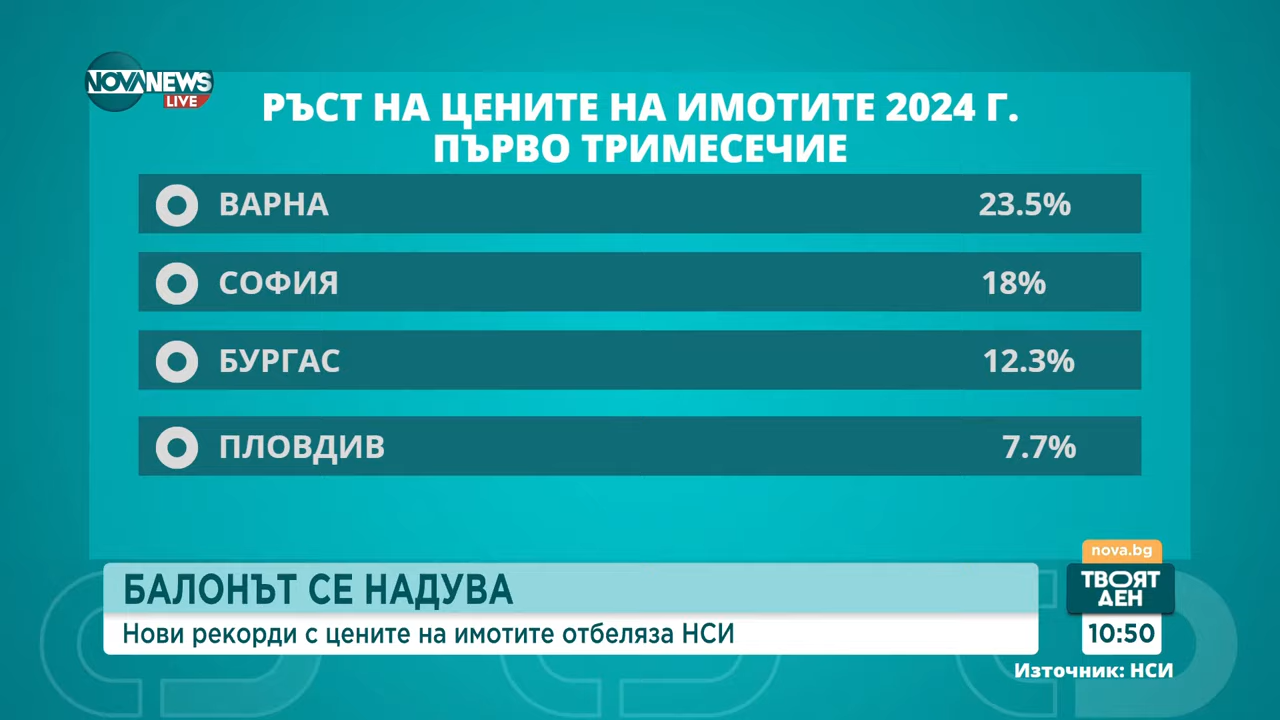 NOVANEWS
LIVE
РЪСТ НА ЦЕНИТЕ НА ИМОТИТЕ 2024 Г.
ПЪРВО ТРИМЕСЕЧИЕ
ВАРНА 23.5%
СОФИЯ 18%
БУРГАС 12.3%
ПЛОВДИВ 7.7%
БАЛОНЪТ СЕ НАДУВА
Нови рекорди с цените на имотите отбеляза НСИ
nova.bg
ТВОЯТ
ДЕН
10:50
Източник: НСИ